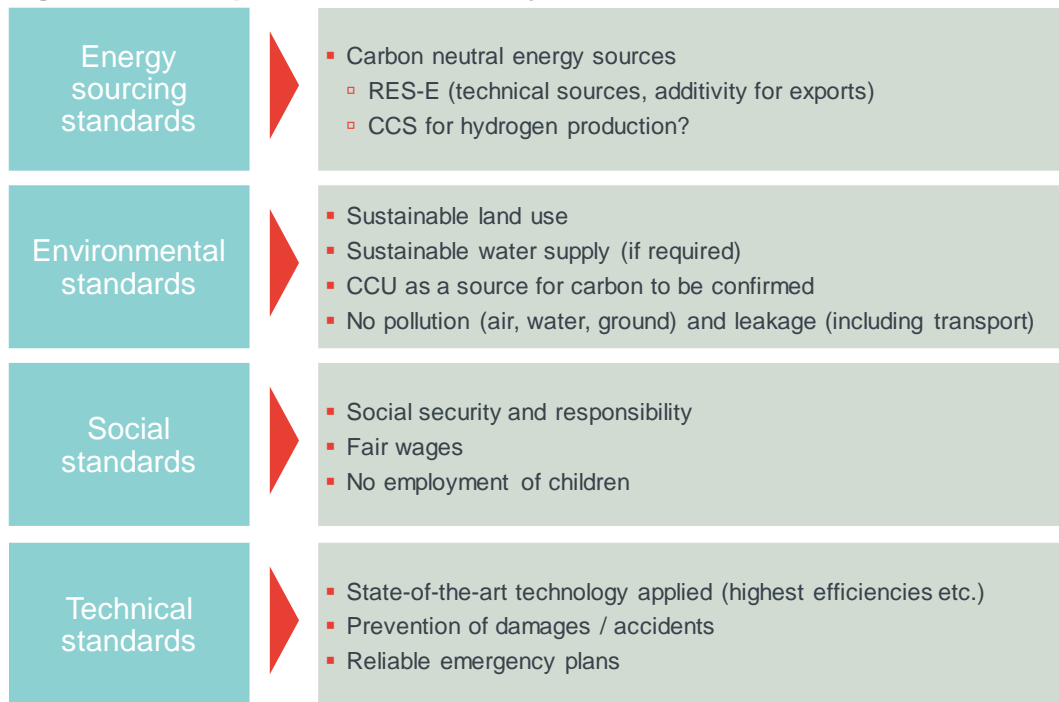 Energy
sourcing
standards
▪ Carbon neutral energy sources
▫ RES-E (technical sources, additivity for exports)
▫ CCS for hydrogen production?
Environmental
standards
▪ Sustainable land use
▪ Sustainable water supply (if required)
▪ CCU as a source for carbon to be confirmed
▪ No pollution (air, water, ground) and leakage (including transport)
Social
standards
▪ Social security and responsibility
▪ Fair wages
▪ No employment of children
Technical
standards
▪ State-of-the-art technology applied (highest efficiencies etc.)
▪ Prevention of damages / accidents
▪ Reliable emergency plans